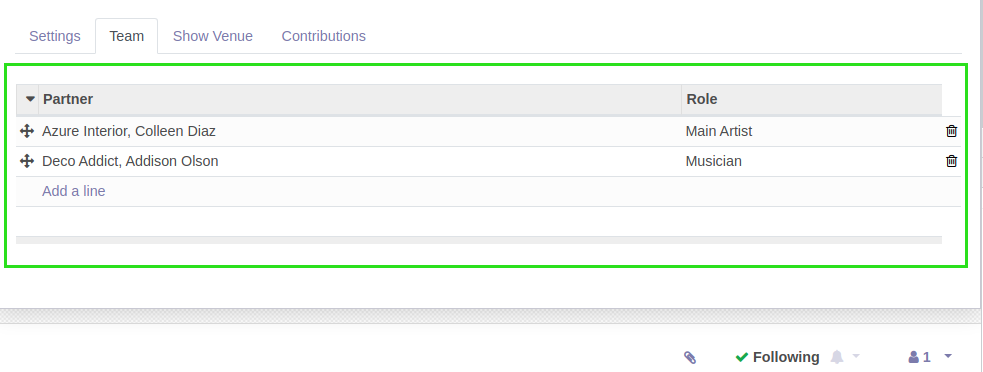 Settings Team Show Venue Contributions
Partner Role
Azure Interior, Colleen Diaz Main Artist
Deco Addict, Addison Olson Musician
Add a line
Following 1